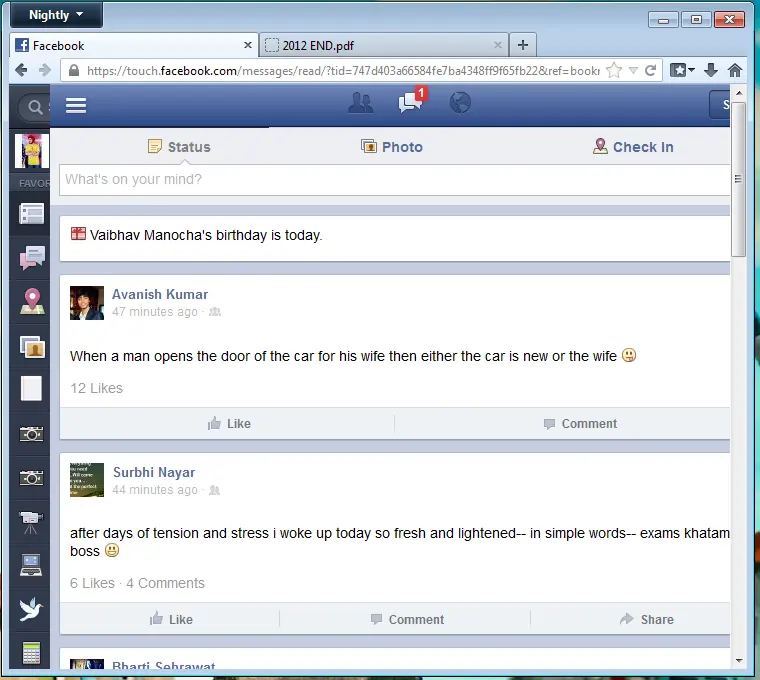 Nightly
Facebook
2012 END.pdf
https://touch.facebook.com/messages/read/?tid=747d403a66584fe7ba4348ff9f65fb22&ref=bookr
1
S
FAVOR
Status
Photo
Check In
What's on your mind?
Vaibhav Manocha's birthday is today.
Avanish Kumar
47 minutes ago ·
When a man opens the door of the car for his wife then either the car is new or the wife
12 Likes
Like
Comment
Surbhi Nayar
44 minutes ago ·
after days of tension and stress i woke up today so fresh and lightened-- in simple words-- exams khatam
boss
6 Likes · 4 Comments
Like
Comment
Share
Bharti Sehrawat